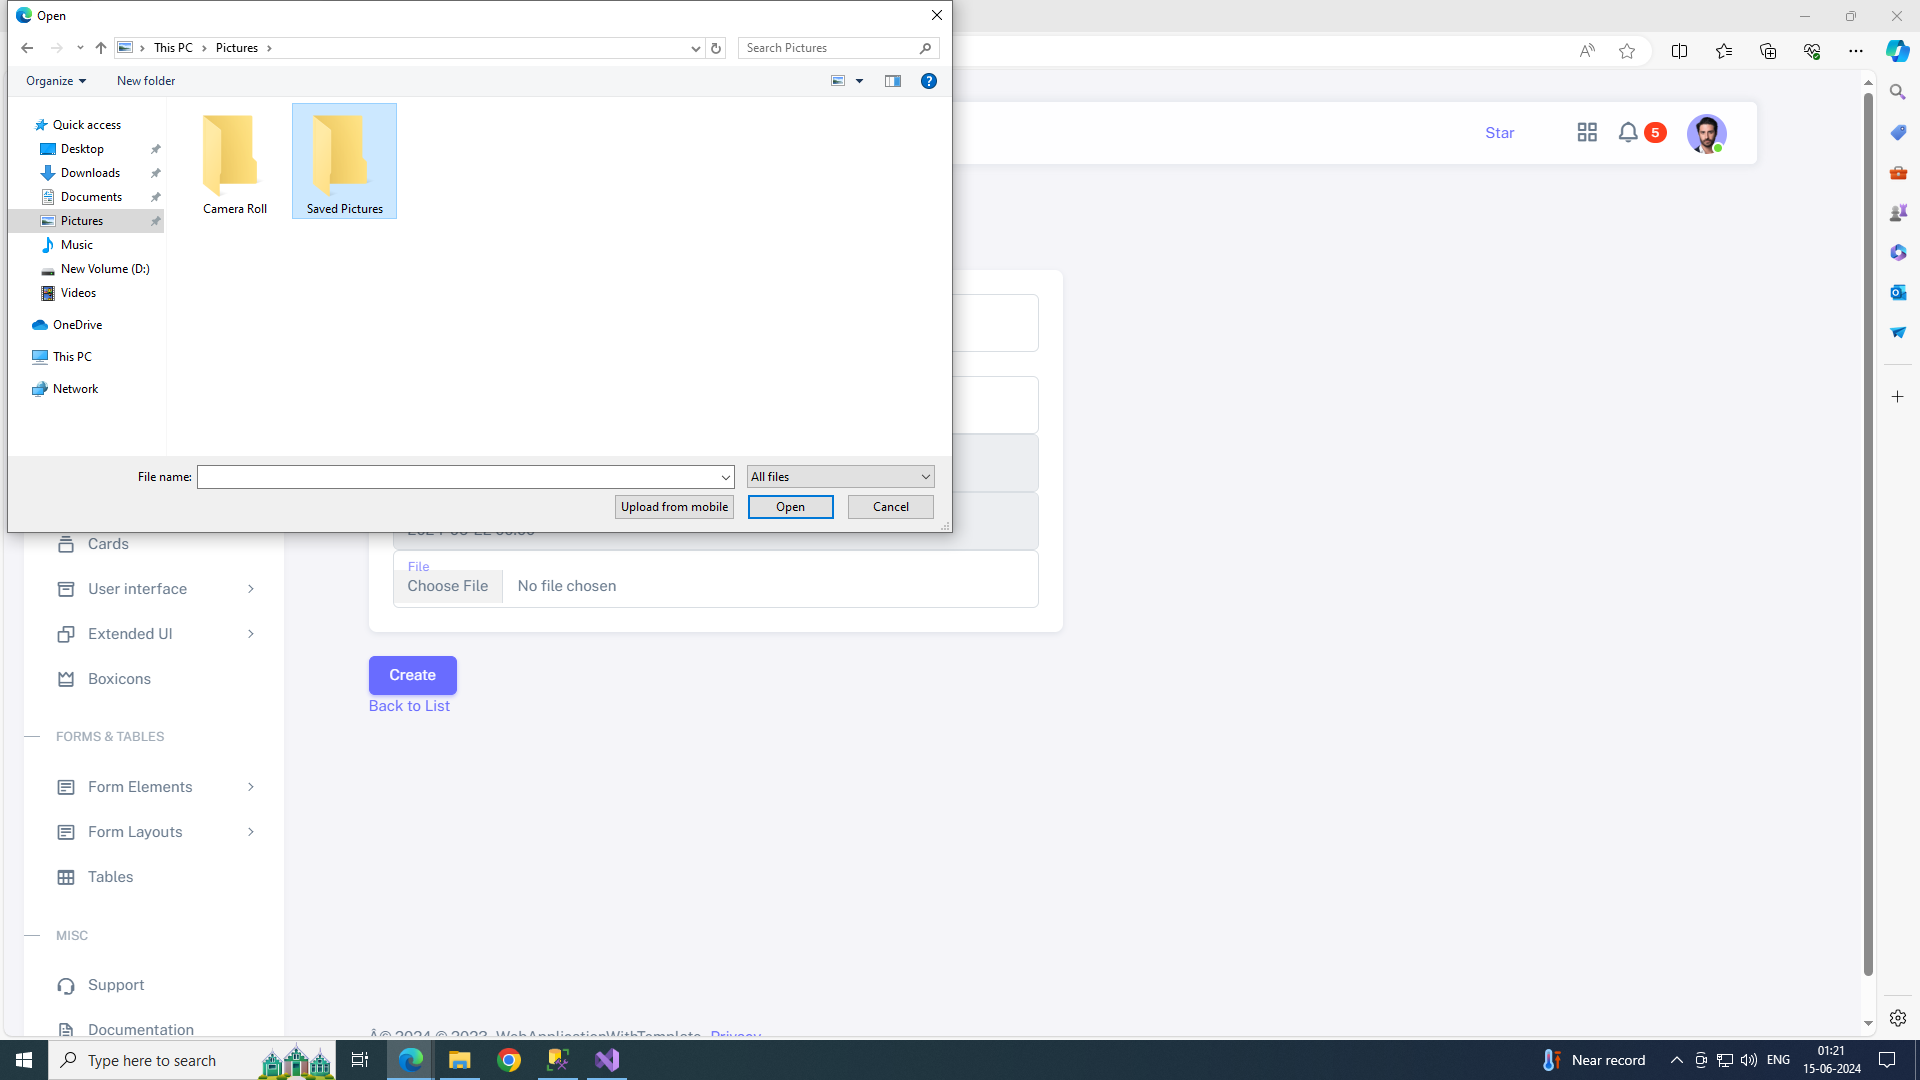 Open
This PC
Pictures
Search Pictures
Organize
New folder
Quick access
Desktop
Downloads
Documents
Pictures
Music
New Volume (D:)
Videos
OneDrive
This PC
Network
Camera Roll
Saved Pictures
File name:
All files
Upload from mobile
Open
Cancel
Star
5
File
Choose File
No file chosen
Create
Back to List
Cards
User interface
Extended UI
Boxicons
FORMS & TABLES
Form Elements
Form Layouts
Tables
MISC
Support
Documentation
Â© 2024 © 2023, WebApplicationWithTemplate. Privacy
Type here to search
Near record
ENG
01:21
15-06-2024